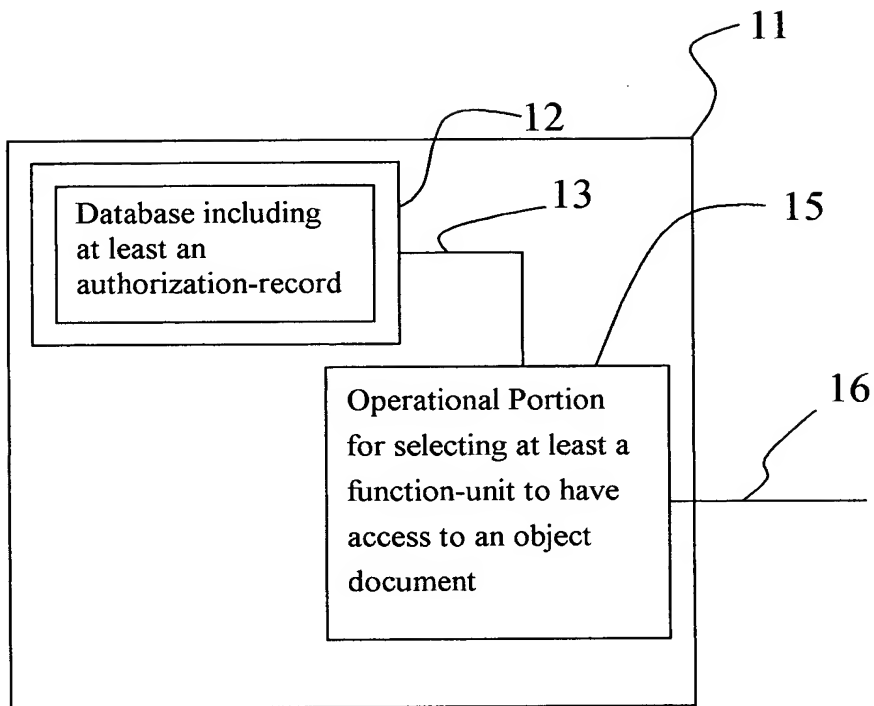 11
12
13
15
Database including
at least an
authorization-record
Operational Portion
for selecting at least a
function-unit to have
access to an object
document
16